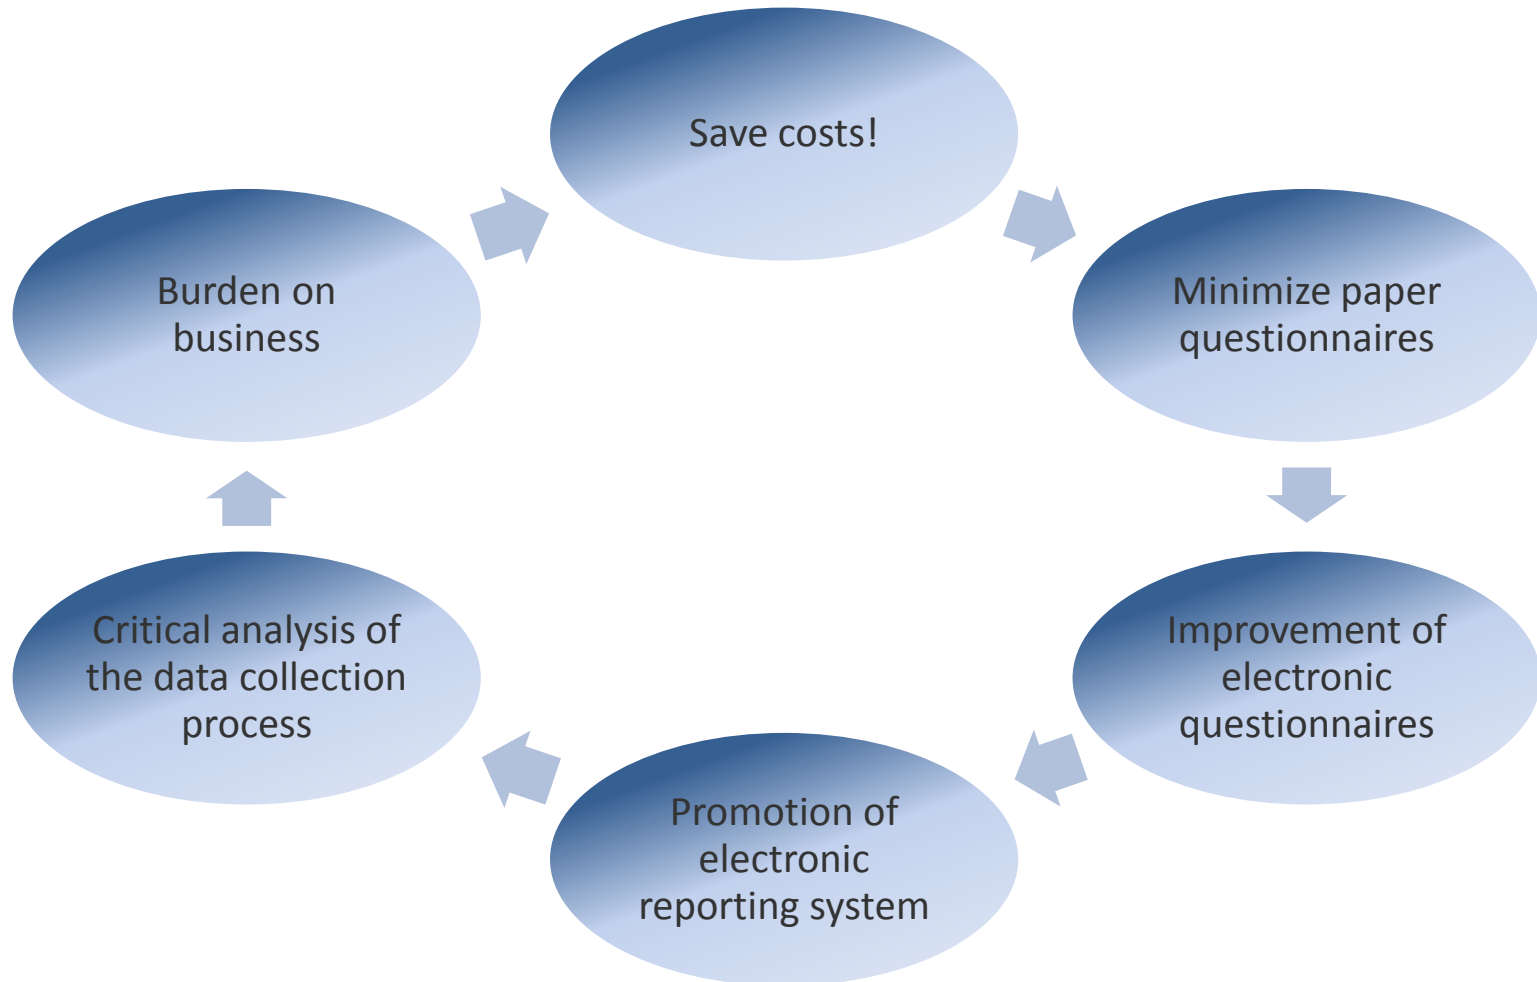 Save costs!
Minimize paper
questionnaires
Improvement of
electronic
questionnaires
Promotion of
electronic
reporting system
Critical analysis of
the data collection
process
Burden on
business